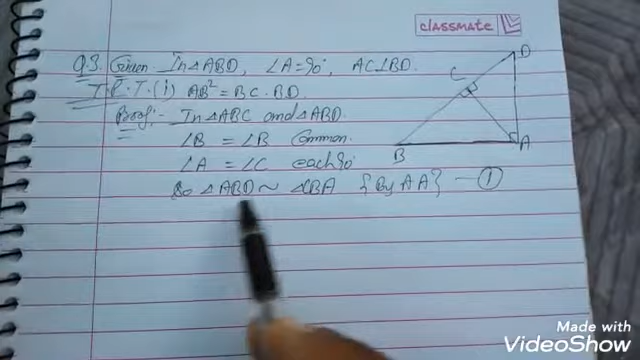 classmate
Q3. Given In △ABD, ∠A=90°, AC⊥BD.
T.P.T. (i) AB² = BC·BD.
Proof:- In △ABC and △ABD.
∠B = ∠B Common
∠A = ∠C each 90°
So △ABD ~ △CBA {By AA} — ①
D
C
B
A
Made with
VideoShow